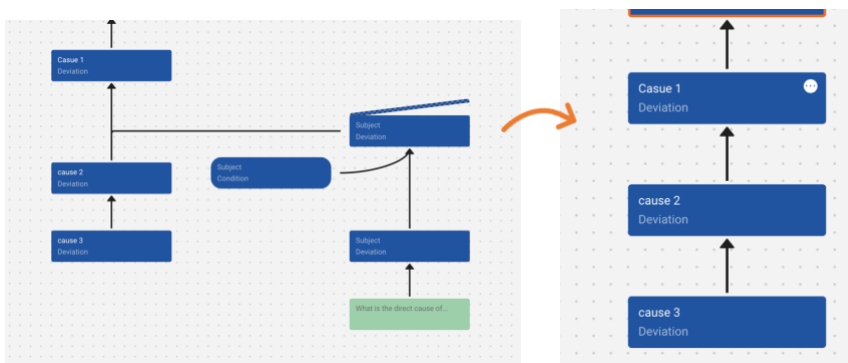 Casue 1
Deviation
Subject
Deviation
cause 2
Deviation
Subject
Condition
cause 3
Deviation
Subject
Deviation
What is the direct cause of...
Casue 1
Deviation
cause 2
Deviation
cause 3
Deviation